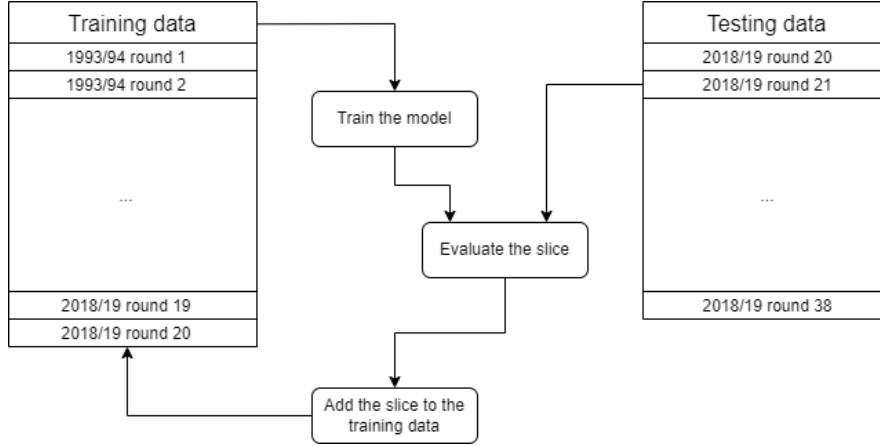 Training data
1993/94 round 1
1993/94 round 2
...
2018/19 round 19
2018/19 round 20
Train the model
Evaluate the slice
Add the slice to the
training data
Testing data
2018/19 round 20
2018/19 round 21
...
2018/19 round 38